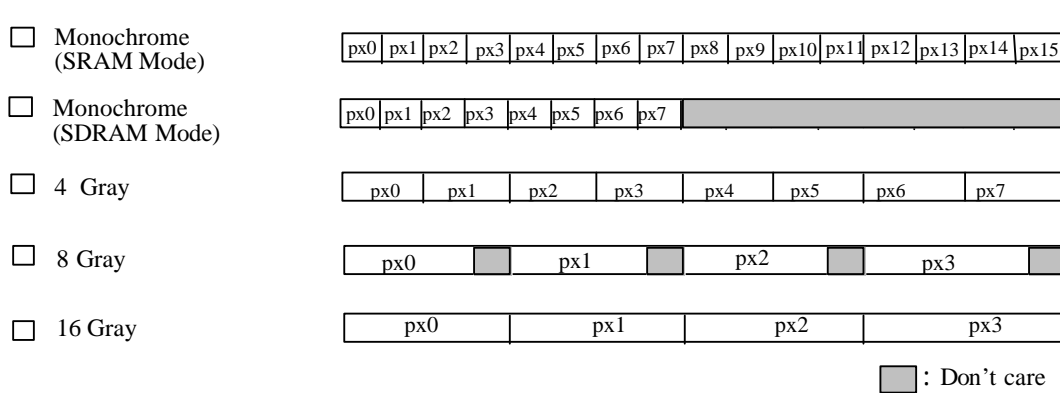 Monochrome
(SRAM Mode)
px0 px1 px2 px3 px4 px5 px6 px7 px8 px9 px10 px11 px12 px13 px14 px15
Monochrome
(SDRAM Mode)
px0 px1 px2 px3 px4 px5 px6 px7
4 Gray
px0 px1 px2 px3 px4 px5 px6 px7
8 Gray
px0 px1 px2 px3
16 Gray
px0 px1 px2 px3
: Don't care